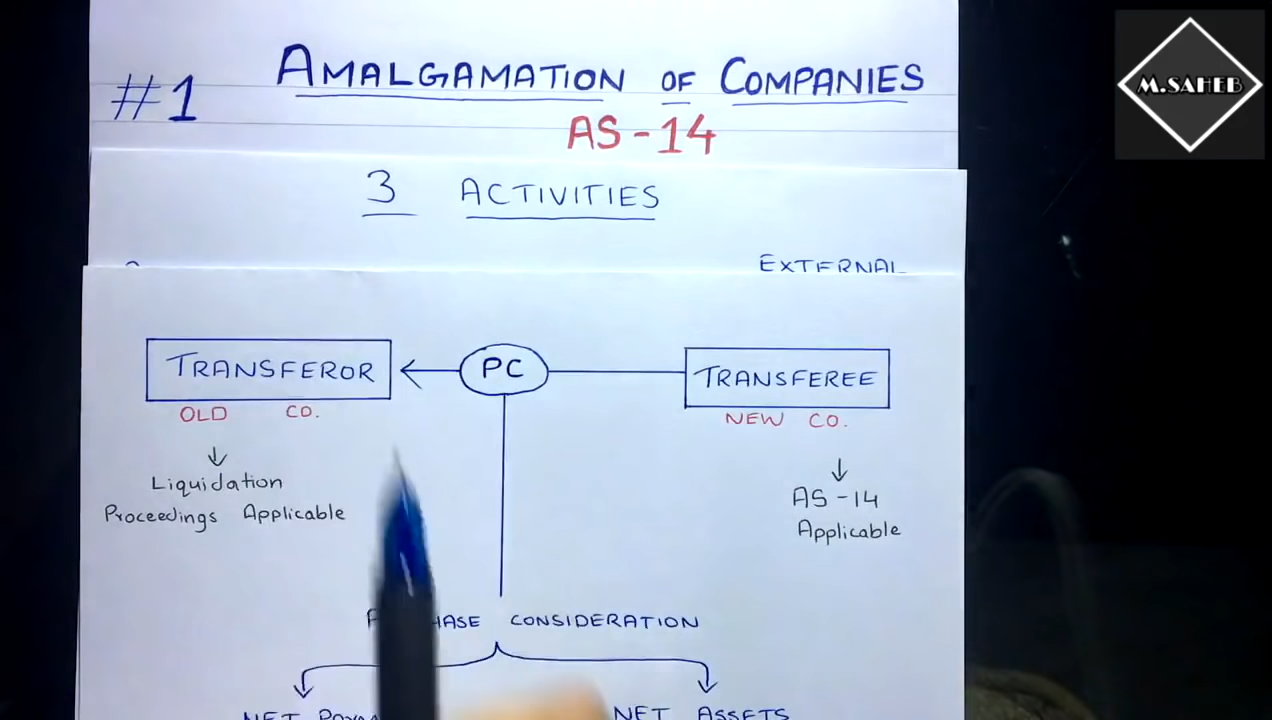 #1 AMALGAMATION OF COMPANIES
AS-14
M.SAHEB
3 ACTIVITIES
EXTERNAL
TRANSFEROR
PC
TRANSFEREE
OLD CO.
NEW CO.
Liquidation
Proceedings Applicable
AS-14
Applicable
CONSIDERATION
NET
NET ASSETS